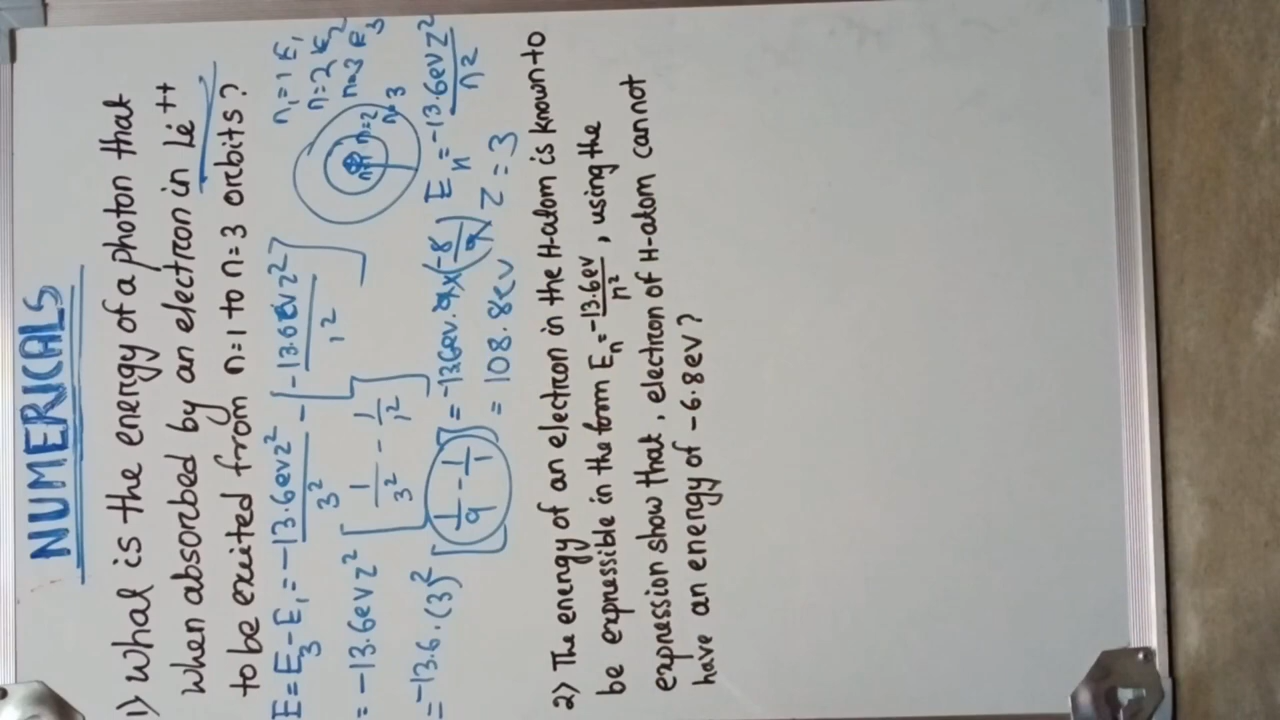 NUMERICALS
1) What is the energy of a photon that
when absorbed by an electron in Li++
to be excited from n=1 to n=3 orbits?
E = E₃ - E₁ = -13.6evz²/3² - [-13.6evz²/1²]
= -13.6evz² [1/3² - 1/1²]
= -13.6.(3)² [1/9 - 1/1] = -13.6ev.9x(-8/9)
= 108.8ev
n₁=1 E₁
n=2 E₂
n=3 E₃
n=2
n=3
Eₙ = -13.6evz²/n²
Z=3
2) The energy of an electron in the H-atom is known to
be expressible in the form Eₙ = -13.6ev/n², using the
expression show that, electron of H-atom cannot
have an energy of -6.8ev?